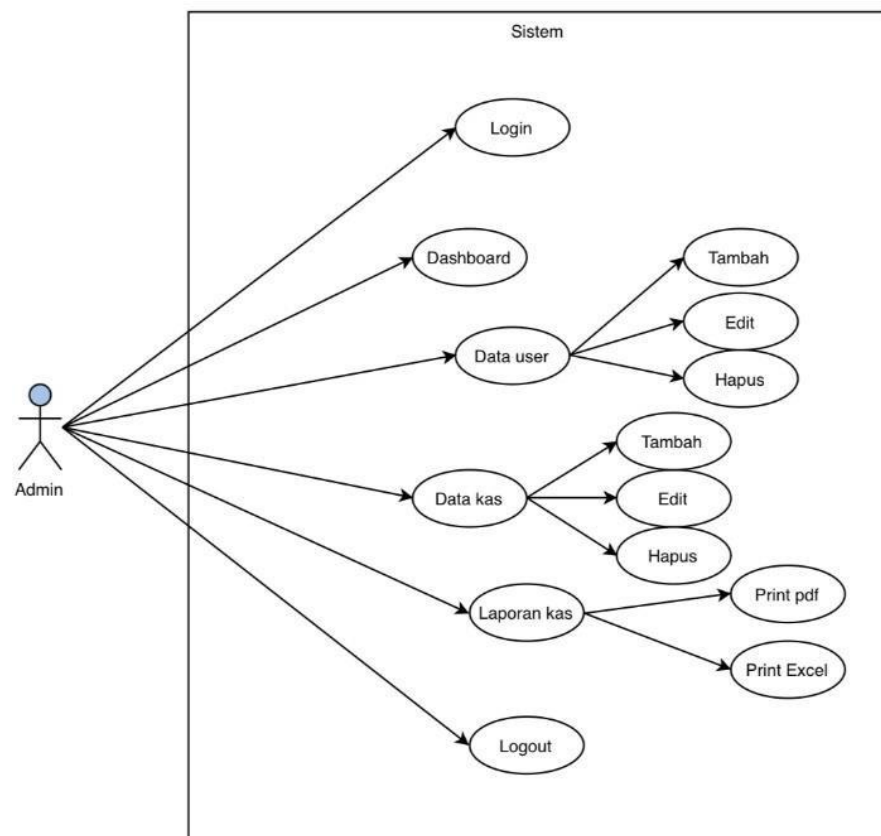 Sistem
Login
Dashboard
Tambah
Edit
Data user
Hapus
Admin
Tambah
Data kas
Edit
Hapus
Laporan kas
Print pdf
Print Excel
Logout